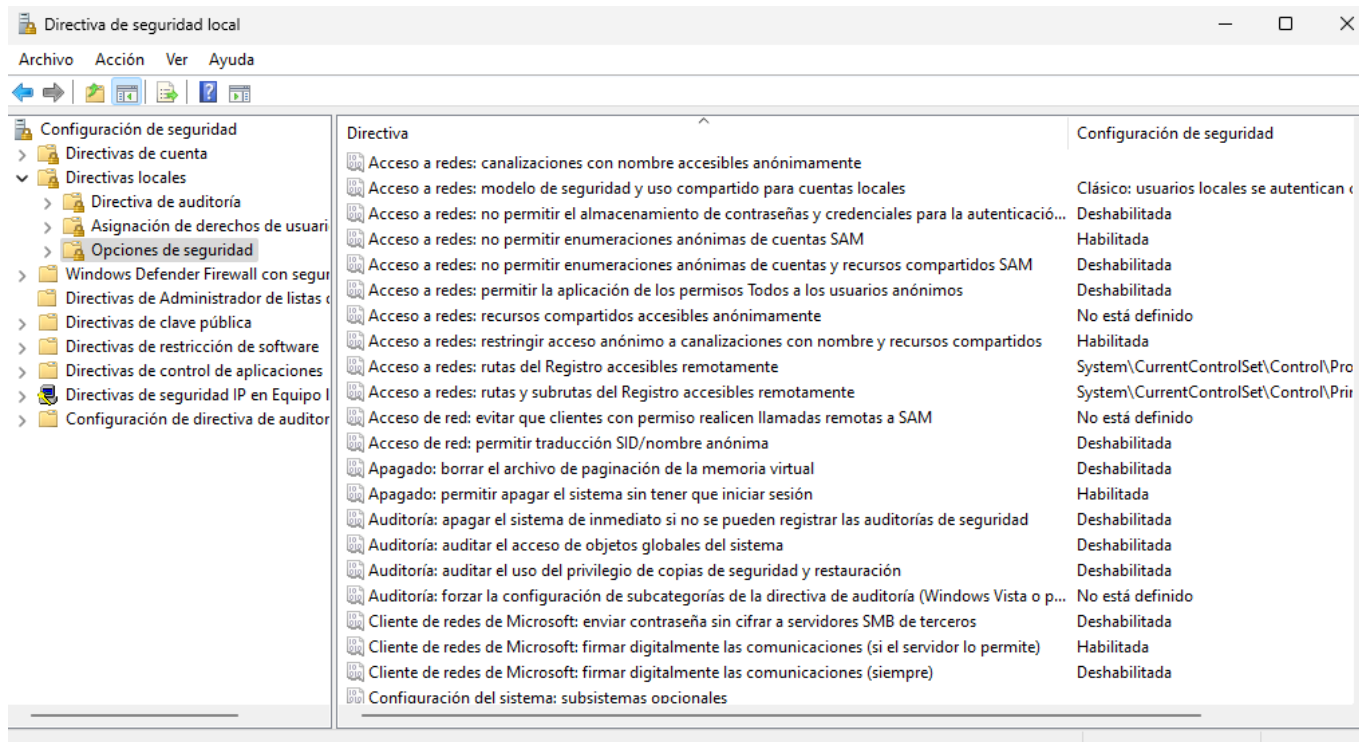 Directiva de seguridad local
Archivo Acción Ver Ayuda
Configuración de seguridad
Directivas de cuenta
Directivas locales
Directiva de auditoría
Asignación de derechos de usuari
Opciones de seguridad
Windows Defender Firewall con segur
Directivas de Administrador de listas
Directivas de clave pública
Directivas de restricción de software
Directivas de control de aplicaciones
Directivas de seguridad IP en Equipo l
Configuración de directiva de auditor
Directiva Configuración de seguridad
Acceso a redes: canalizaciones con nombre accesibles anónimamente
Acceso a redes: modelo de seguridad y uso compartido para cuentas locales Clásico: usuarios locales se autentican
Acceso a redes: no permitir el almacenamiento de contraseñas y credenciales para la autenticació... Deshabilitada
Acceso a redes: no permitir enumeraciones anónimas de cuentas SAM Habilitada
Acceso a redes: no permitir enumeraciones anónimas de cuentas y recursos compartidos SAM Deshabilitada
Acceso a redes: permitir la aplicación de los permisos Todos a los usuarios anónimos Deshabilitada
Acceso a redes: recursos compartidos accesibles anónimamente No está definido
Acceso a redes: restringir acceso anónimo a canalizaciones con nombre y recursos compartidos Habilitada
Acceso a redes: rutas del Registro accesibles remotamente System\CurrentControlSet\Control\Pro
Acceso a redes: rutas y subrutas del Registro accesibles remotamente System\CurrentControlSet\Control\Prin
Acceso de red: evitar que clientes con permiso realicen llamadas remotas a SAM No está definido
Acceso de red: permitir traducción SID/nombre anónima Deshabilitada
Apagado: borrar el archivo de paginación de la memoria virtual Deshabilitada
Apagado: permitir apagar el sistema sin tener que iniciar sesión Habilitada
Auditoría: apagar el sistema de inmediato si no se pueden registrar las auditorías de seguridad Deshabilitada
Auditoría: auditar el acceso de objetos globales del sistema Deshabilitada
Auditoría: auditar el uso del privilegio de copias de seguridad y restauración Deshabilitada
Auditoría: forzar la configuración de subcategorías de la directiva de auditoría (Windows Vista o p... No está definido
Cliente de redes de Microsoft: enviar contraseña sin cifrar a servidores SMB de terceros Deshabilitada
Cliente de redes de Microsoft: firmar digitalmente las comunicaciones (si el servidor lo permite) Habilitada
Cliente de redes de Microsoft: firmar digitalmente las comunicaciones (siempre) Deshabilitada
Configuración del sistema: subsistemas opcionales